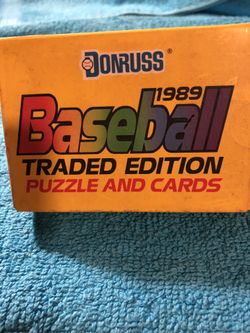 DONRUSS®
1989
Baseball
TRADED EDITION
PUZZLE AND CARDS